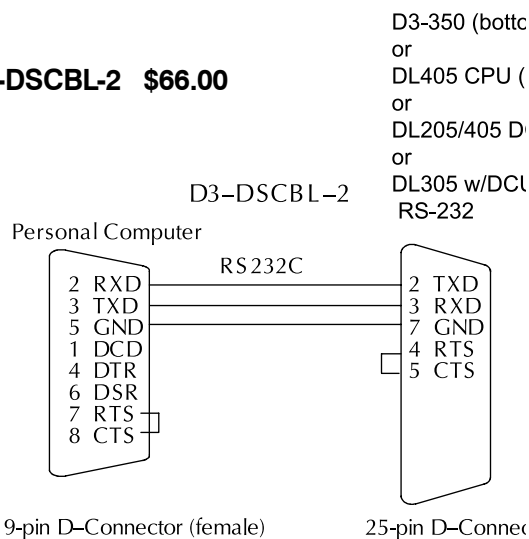 D3-350 (botto
or
-DSCBL-2 $66.00
DL405 CPU (
or
DL205/405 D
or
DL305 w/DCU
RS-232
D3–DSCBL–2
Personal Computer
RS232C
2 RXD
3 TXD
5 GND
1 DCD
4 DTR
6 DSR
7 RTS
8 CTS
2 TXD
3 RXD
7 GND
4 RTS
5 CTS
9-pin D–Connector (female)
25-pin D–Connec